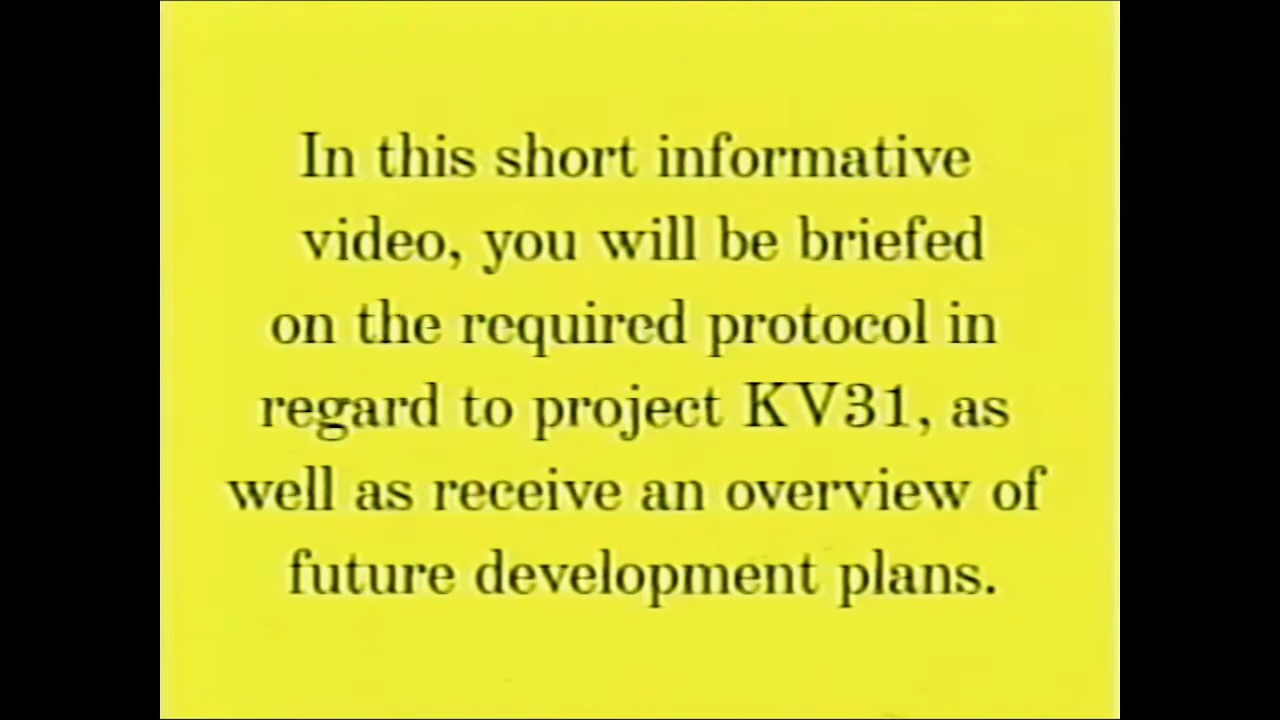 In this short informative
video, you will be briefed
on the required protocol in
regard to project KV31, as
well as receive an overview of
future development plans.